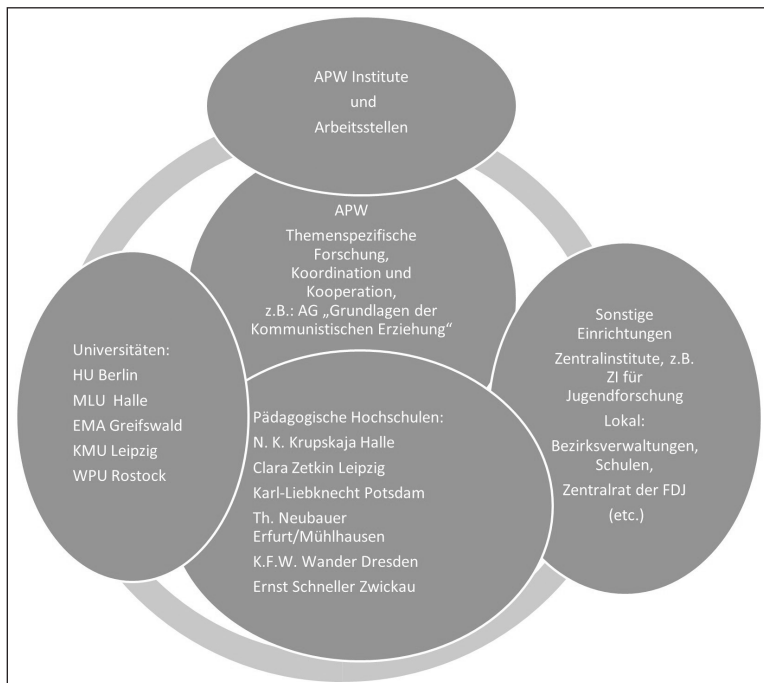 APW Institute
und
Arbeitsstellen
APW
Themenspezifische
Forschung,
Koordination und
Kooperation,
z.B.: AG „Grundlagen der
Kommunistischen Erziehung“
Universitäten:
HU Berlin
MLU Halle
EMA Greifswald
KMU Leipzig
WPU Rostock
Pädagogische Hochschulen:
N. K. Krupskaja Halle
Clara Zetkin Leipzig
Karl-Liebknecht Potsdam
Th. Neubauer
Erfurt/Mühlhausen
K.F.W. Wander Dresden
Ernst Schneller Zwickau
Sonstige
Einrichtungen
Zentralinstitute, z.B.
ZI für
Jugendforschung
Lokal:
Bezirksverwaltungen,
Schulen,
Zentralrat der FDJ
(etc.)